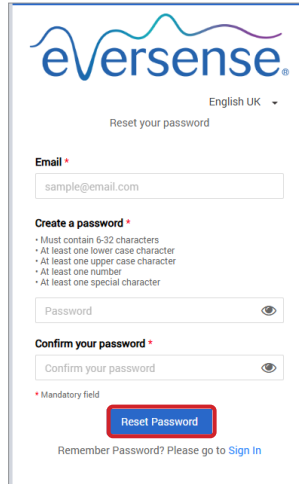 eversense®
English UK
Reset your password
Email *
sample@email.com
Create a password *
• Must contain 6-32 characters
• At least one lower case character
• At least one upper case character
• At least one number
• At least one special character
Password
Confirm your password *
Confirm your password
* Mandatory field
Reset Password
Remember Password? Please go to Sign In